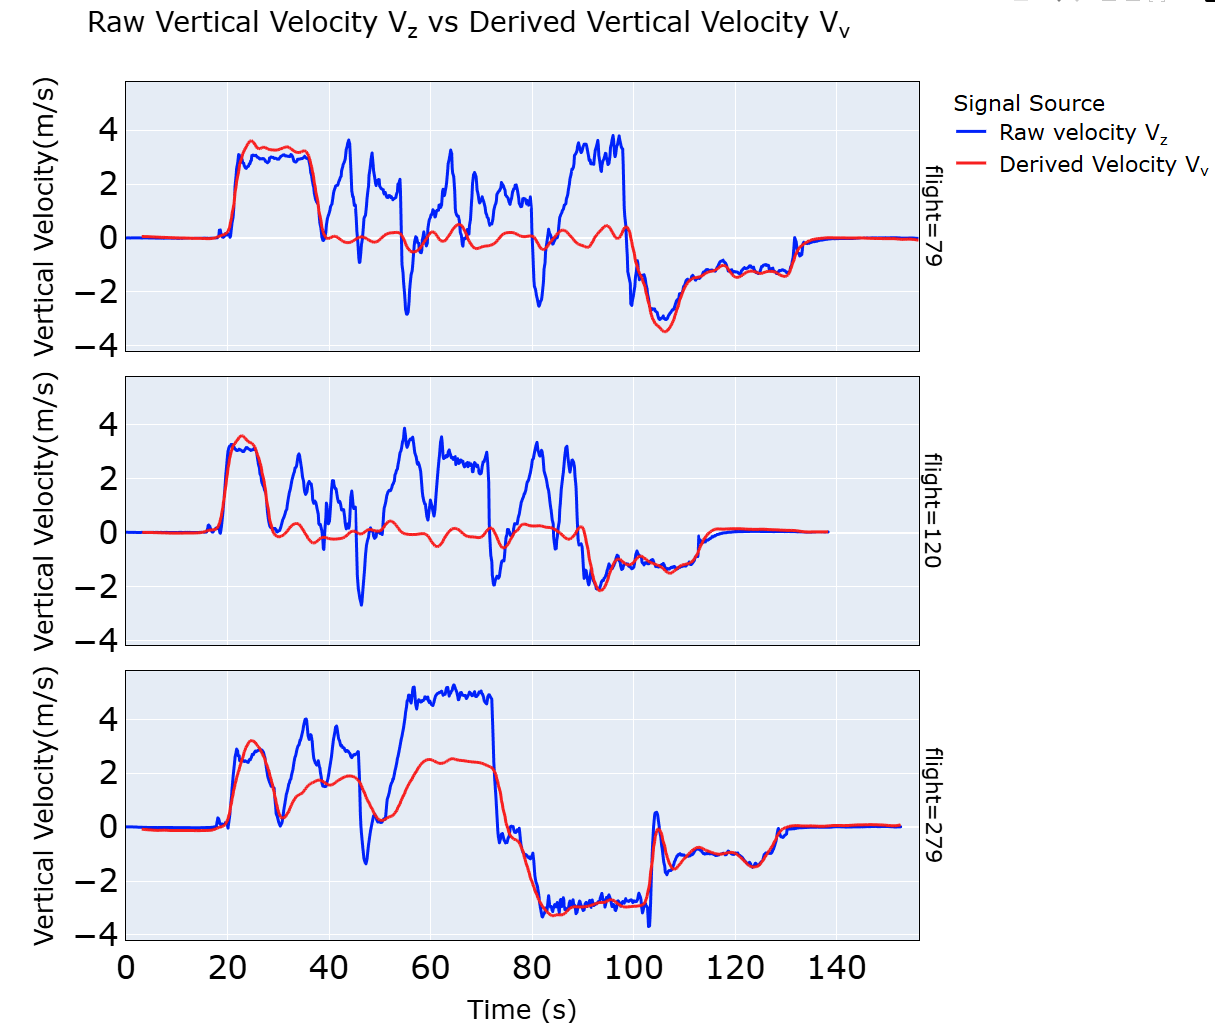 Raw Vertical Velocity Vz vs Derived Vertical Velocity Vv
Signal Source
Raw velocity Vz
Derived Velocity Vv
Vertical Velocity(m/s)
4
2
0
−2
−4
flight=79
Vertical Velocity(m/s)
4
2
0
−2
−4
flight=120
Vertical Velocity(m/s)
4
2
0
−2
−4
flight=279
0 20 40 60 80 100 120 140
Time (s)